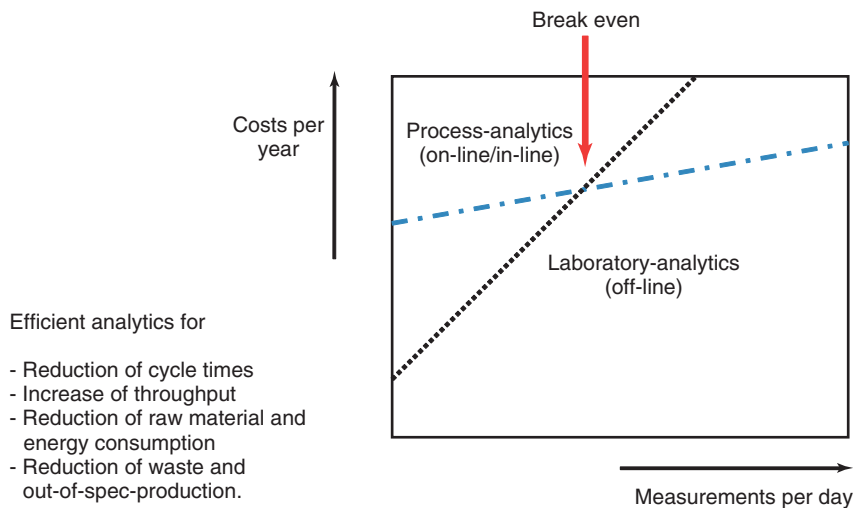 Break even
Costs per
year
Process-analytics
(on-line/in-line)
Laboratory-analytics
(off-line)
Efficient analytics for
- Reduction of cycle times
- Increase of throughput
- Reduction of raw material and
energy consumption
- Reduction of waste and
out-of-spec-production.
Measurements per day